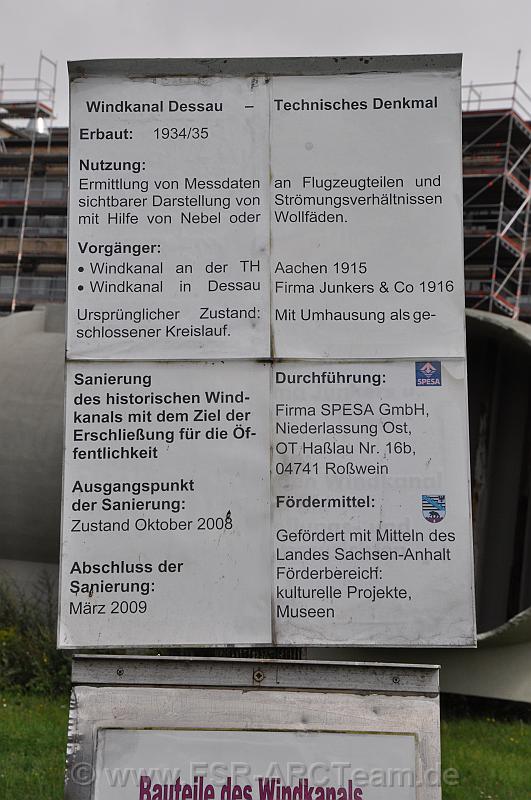 Windkanal Dessau – Technisches Denkmal
Erbaut: 1934/35
Nutzung:
Ermittlung von Messdaten an Flugzeugteilen und
sichtbarer Darstellung von Strömungsverhältnissen
mit Hilfe von Nebel oder Wollfäden.
Vorgänger:
• Windkanal an der TH Aachen 1915
• Windkanal in Dessau Firma Junkers & Co 1916
Ursprünglicher Zustand: Mit Umhausung als ge-
schlossener Kreislauf.
Sanierung
des historischen Wind-
kanals mit dem Ziel der
Erschließung für die Öf-
fentlichkeit
Ausgangspunkt
der Sanierung:
Zustand Oktober 2008
Abschluss der
Sanierung:
März 2009
Durchführung:
SPESA
Firma SPESA GmbH,
Niederlassung Ost,
OT Haßlau Nr. 16b,
04741 Roßwein
Fördermittel:
Gefördert mit Mitteln des
Landes Sachsen-Anhalt
Förderbereich:
kulturelle Projekte,
Museen
Bauteile des Windkanals
© www.FSR-ARCTeam.de